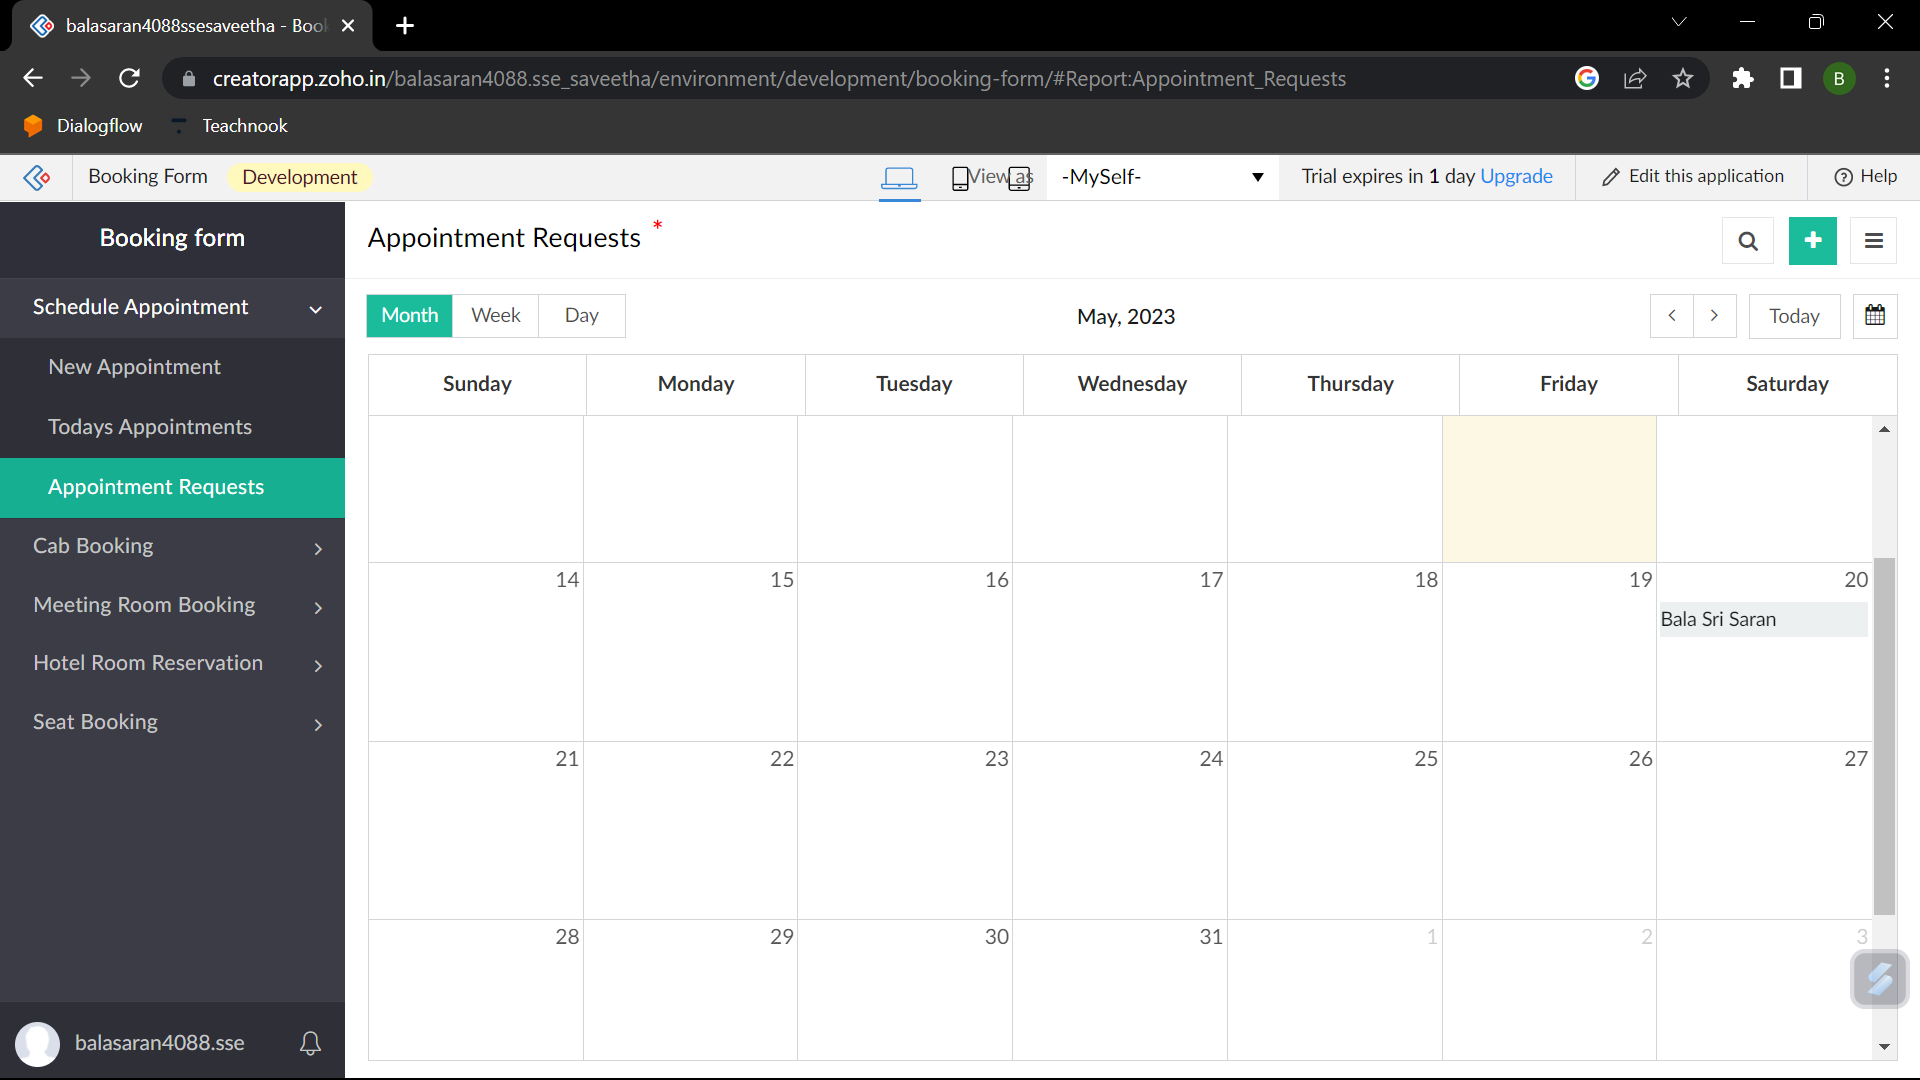 balasaran4088ssesaveetha - Boo
creatorapp.zoho.in/balasaran4088.sse_saveetha/environment/development/booking-form/#Report:Appointment_Requests
B
Dialogflow Teachnook
Booking Form Development View as -MySelf- Trial expires in 1 day Upgrade Edit this application Help
Booking form
Schedule Appointment
New Appointment
Todays Appointments
Appointment Requests
Cab Booking
Meeting Room Booking
Hotel Room Reservation
Seat Booking
balasaran4088.sse
Appointment Requests *
Month Week Day May, 2023 Today
Sunday Monday Tuesday Wednesday Thursday Friday Saturday
14 15 16 17 18 19 20
Bala Sri Saran
21 22 23 24 25 26 27
28 29 30 31 1 2 3